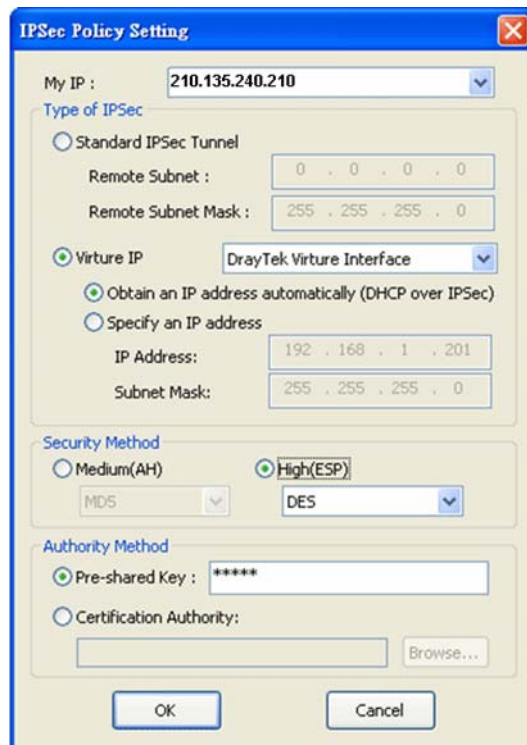 IPSec Policy Setting
My IP : 210.135.240.210
Type of IPSec
Standard IPSec Tunnel
Remote Subnet : 0 . 0 . 0 . 0
Remote Subnet Mask : 255 . 255 . 255 . 0
Virture IP DrayTek Virture Interface
Obtain an IP address automatically (DHCP over IPSec)
Specify an IP address
IP Address: 192 . 168 . 1 . 201
Subnet Mask: 255 . 255 . 255 . 0
Security Method
Medium(AH) High(ESP)
MD5 DES
Authority Method
Pre-shared Key : *****
Certification Authority:
Browse...
OK Cancel